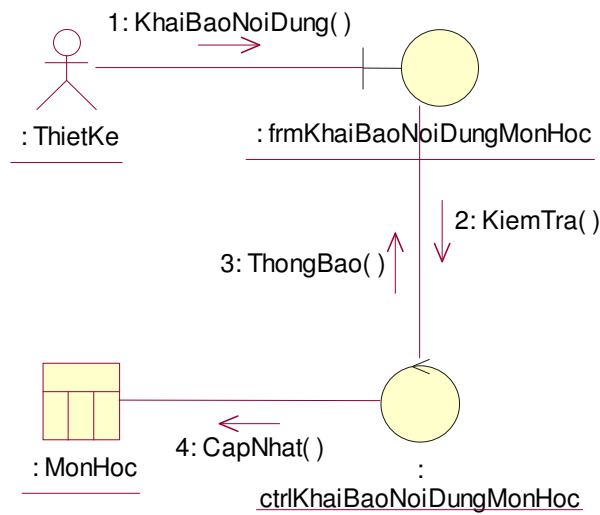 1: KhaiBaoNoiDung( )
: ThietKe
: frmKhaiBaoNoiDungMonHoc
2: KiemTra( )
3: ThongBao( )
4: CapNhat( )
: MonHoc
:
ctrlKhaiBaoNoiDungMonHoc